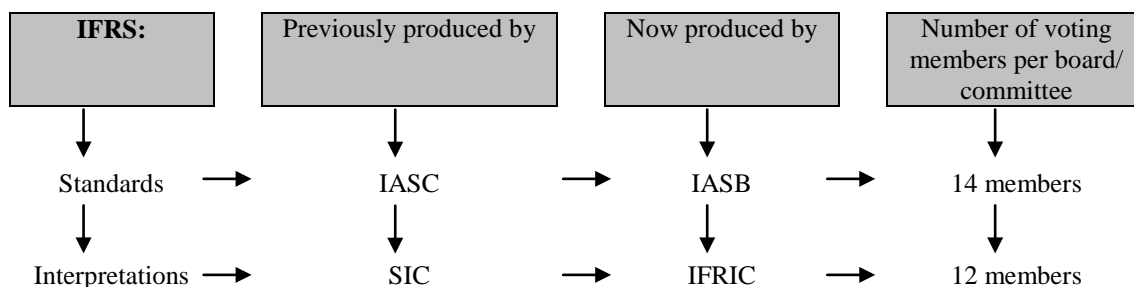 IFRS:
Previously produced by
Now produced by
Number of voting
members per board/
committee
Standards
IASC
IASB
14 members
Interpretations
SIC
IFRIC
12 members